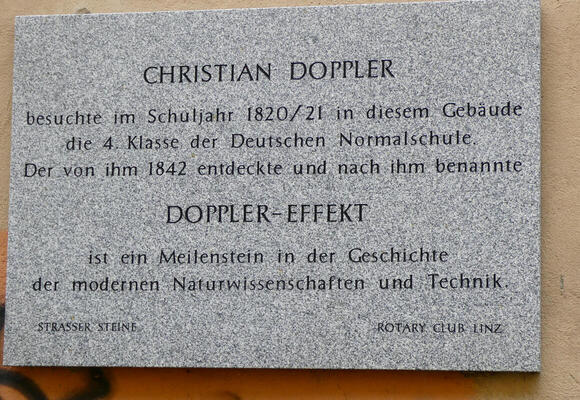 CHRISTIAN DOPPLER
besuchte im Schuljahr 1820/21 in diesem Gebäude
die 4. Klasse der Deutschen Normalschule.
Der von ihm 1842 entdeckte und nach ihm benannte
DOPPLER-EFFEKT
ist ein Meilenstein in der Geschichte
der modernen Naturwissenschaften und Technik.
STRASSER STEINE ROTARY CLUB LINZ